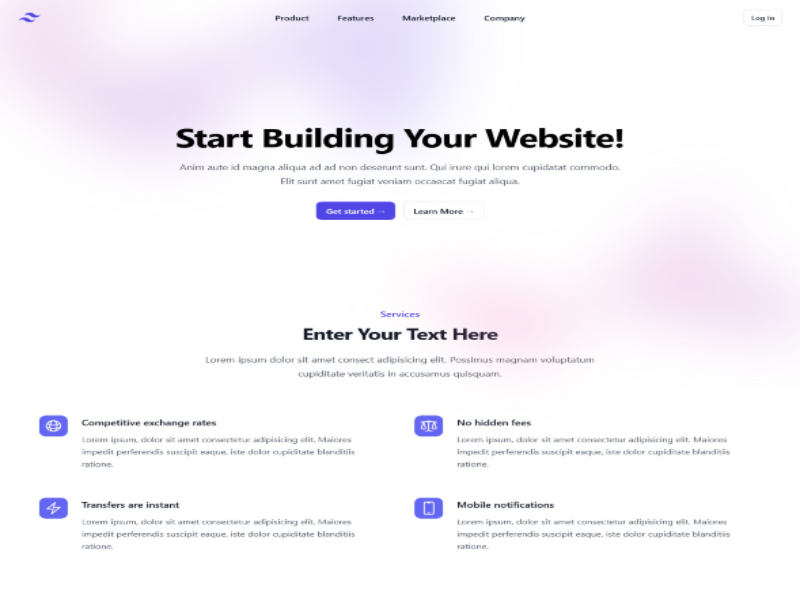 Product Features Marketplace Company Log in
Start Building Your Website!
Anim aute id magna aliqua ad ad non deserunt sunt. Qui irure qui lorem cupidatat commodo.
Elit sunt amet fugiat veniam occaecat fugiat aliqua.
Get started → Learn More →
Services
Enter Your Text Here
Lorem ipsum dolor sit amet consect adipisicing elit. Possimus magnam voluptatum
cupiditate veritatis in accusamus quisquam.
Competitive exchange rates
Lorem ipsum, dolor sit amet consectetur adipisicing elit. Maiores
impedit perferendis suscipit eaque, iste dolor cupiditate blanditiis
ratione.
No hidden fees
Lorem ipsum, dolor sit amet consectetur adipisicing elit. Maiores
impedit perferendis suscipit eaque, iste dolor cupiditate blanditiis
ratione.
Transfers are instant
Lorem ipsum, dolor sit amet consectetur adipisicing elit. Maiores
impedit perferendis suscipit eaque, iste dolor cupiditate blanditiis
ratione.
Mobile notifications
Lorem ipsum, dolor sit amet consectetur adipisicing elit. Maiores
impedit perferendis suscipit eaque, iste dolor cupiditate blanditiis
ratione.